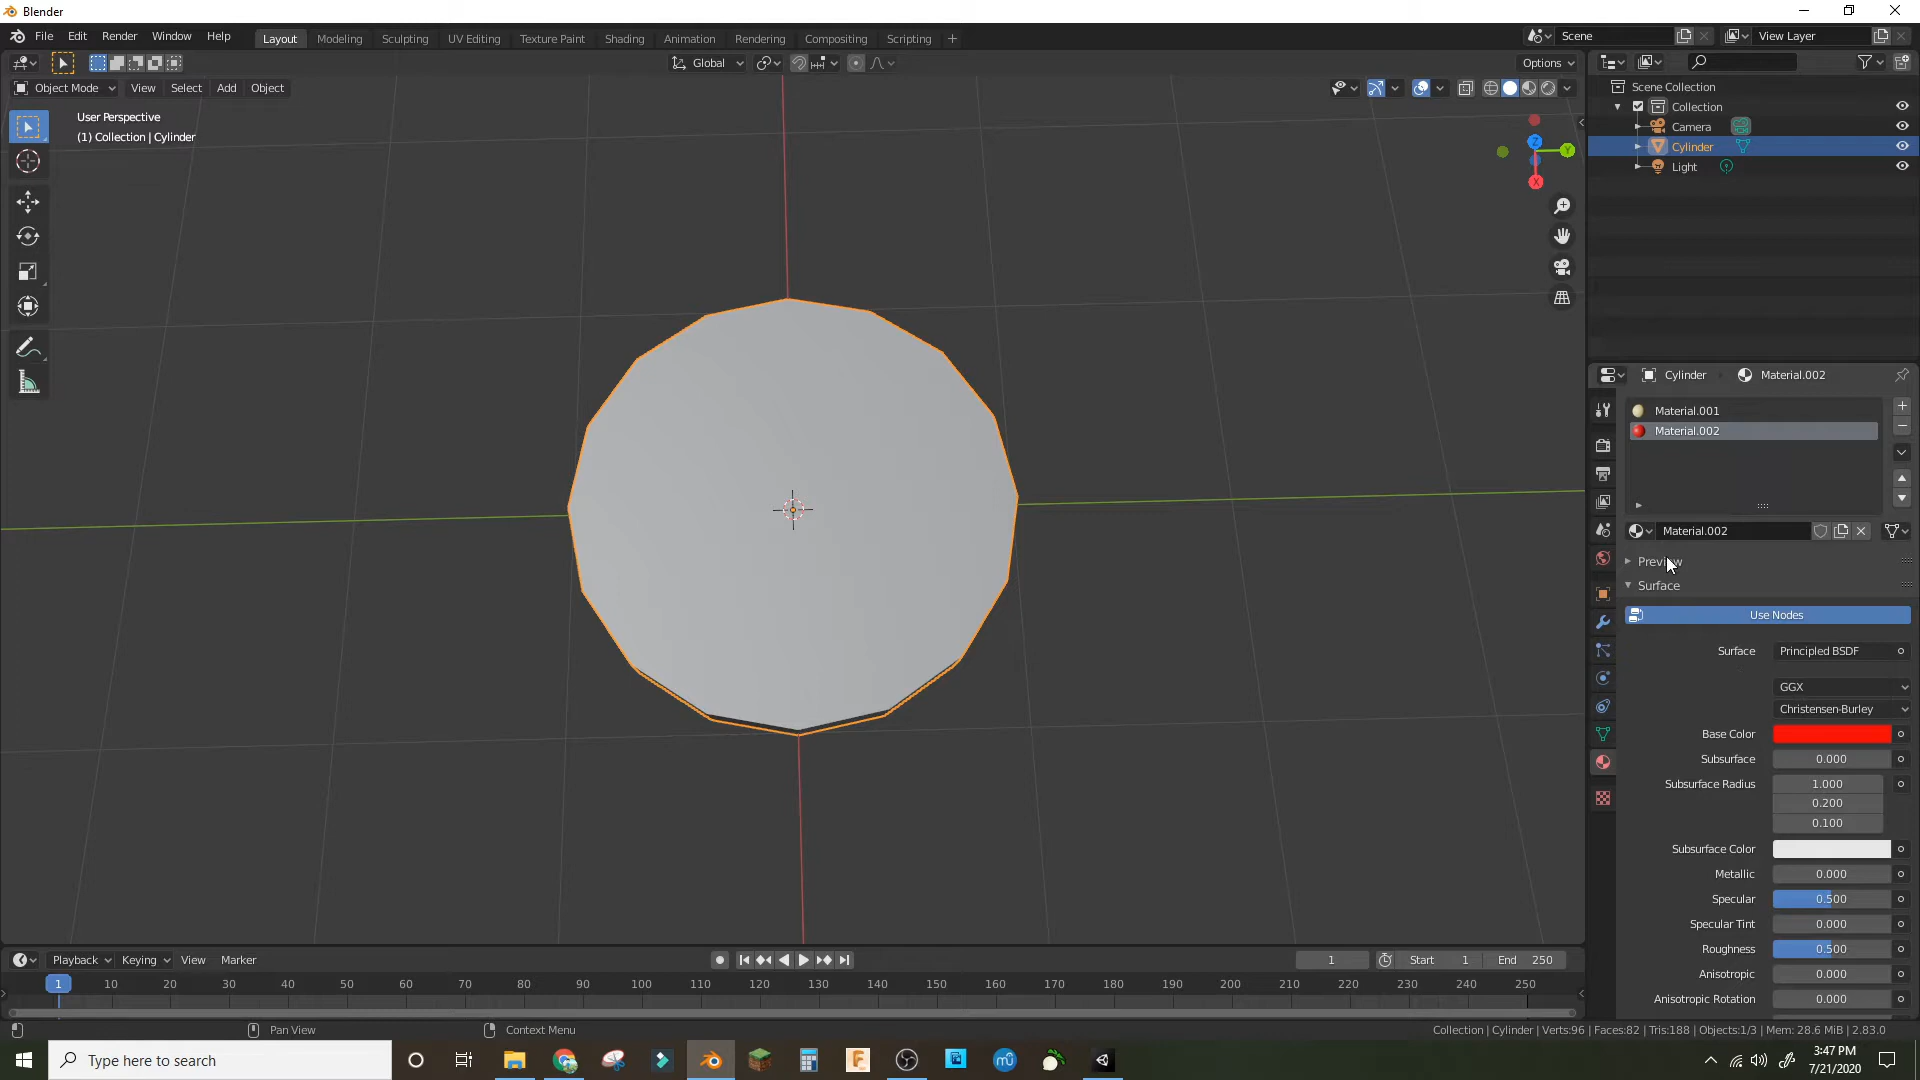 Blender
File Edit Render Window Help
Layout Modeling Sculpting UV Editing Texture Paint Shading Animation Rendering Compositing Scripting +
Scene
View Layer
Global
Options
Object Mode View Select Add Object
User Perspective
(1) Collection | Cylinder
Z
Y
X
Scene Collection
Collection
Camera
Cylinder
Light
Cylinder Material.002
Material.001
Material.002
Material.002
Preview
Surface
Use Nodes
Surface Principled BSDF
GGX
Christensen-Burley
Base Color
Subsurface 0.000
Subsurface Radius 1.000
0.200
0.100
Subsurface Color
Metallic 0.000
Specular 0.500
Specular Tint 0.000
Roughness 0.500
Anisotropic 0.000
Anisotropic Rotation 0.000
Playback Keying View Marker
1 Start 1 End 250
1 10 20 30 40 50 60 70 80 90 100 110 120 130 140 150 160 170 180 190 200 210 220 230 240 250
Pan View Context Menu
Collection | Cylinder | Verts:96 | Faces:82 | Tris:188 | Objects:1/3 | Mem: 28.6 MiB | 2.83.0
Type here to search
3:47 PM
7/21/2020